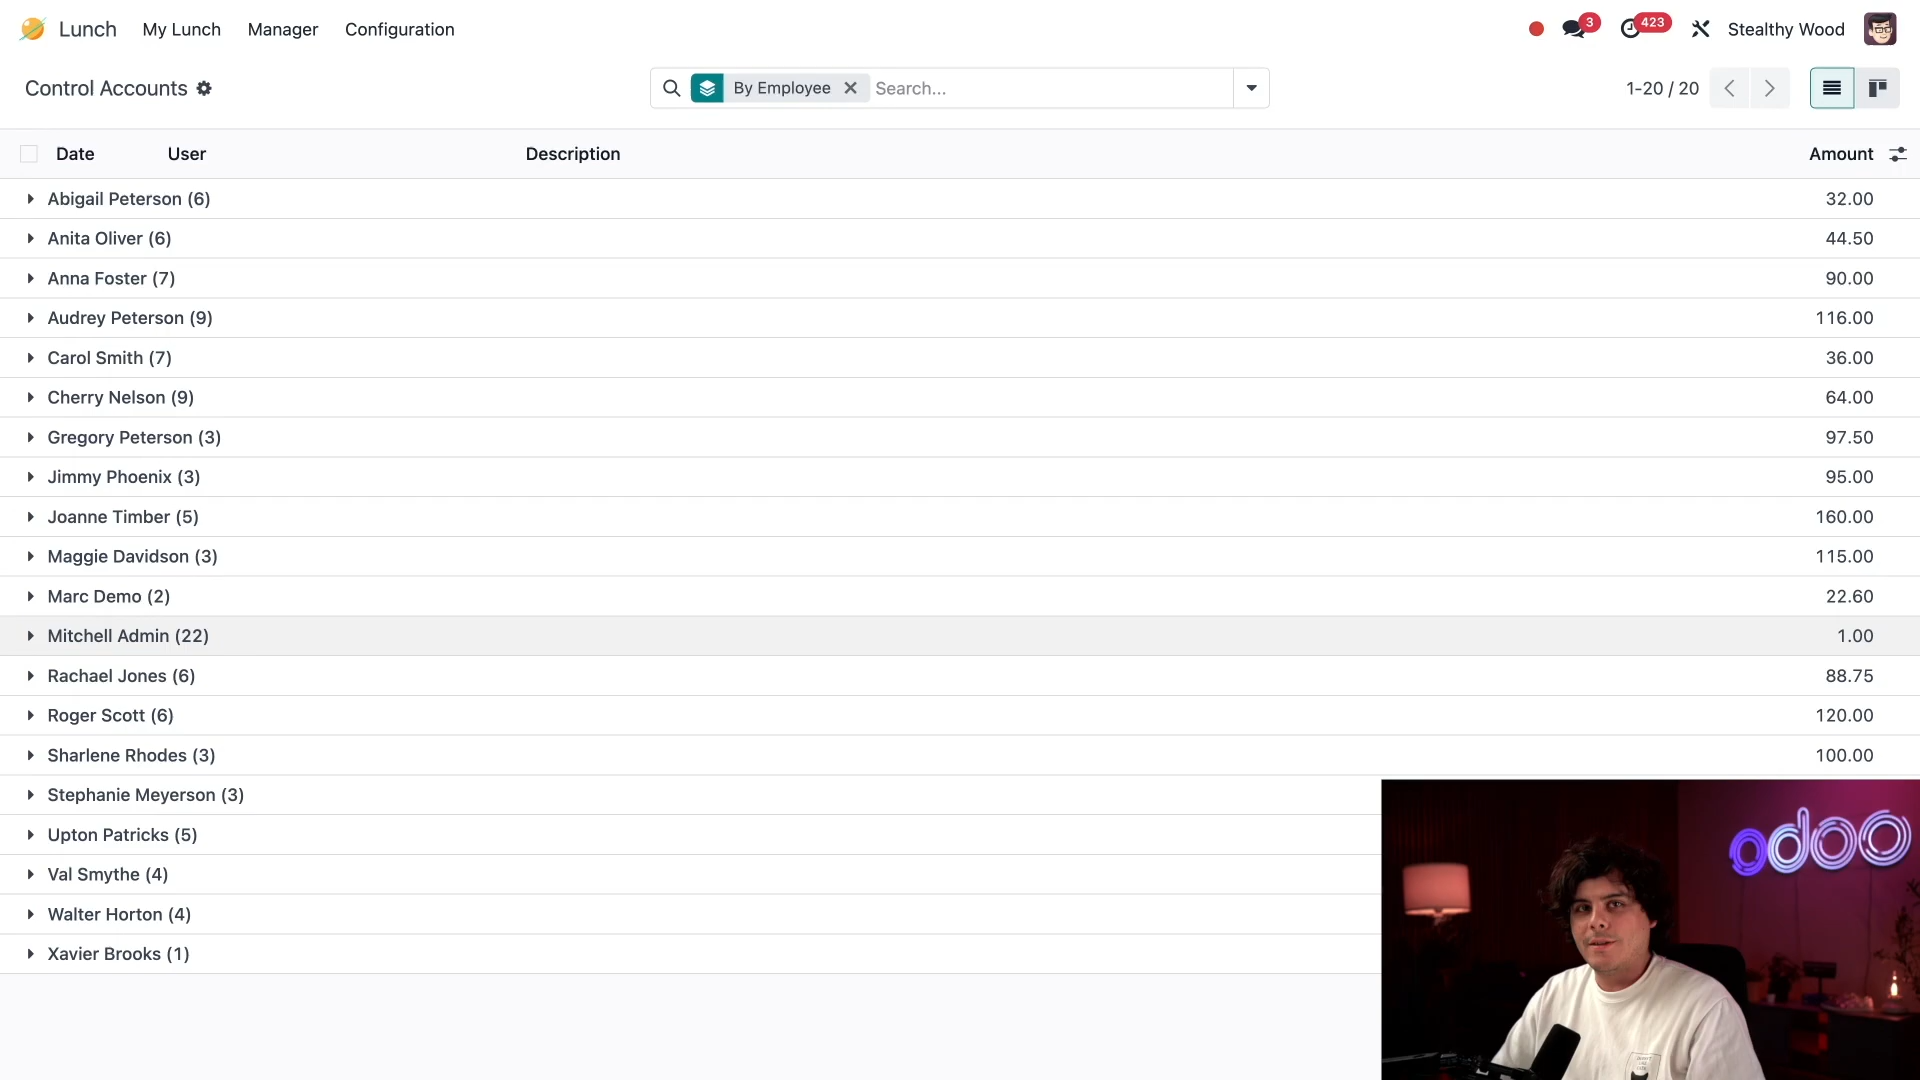 Lunch My Lunch Manager Configuration 3 423 Stealthy Wood
Control Accounts By Employee Search... 1-20 / 20
Date User Description Amount
Abigail Peterson (6) 32.00
Anita Oliver (6) 44.50
Anna Foster (7) 90.00
Audrey Peterson (9) 116.00
Carol Smith (7) 36.00
Cherry Nelson (9) 64.00
Gregory Peterson (3) 97.50
Jimmy Phoenix (3) 95.00
Joanne Timber (5) 160.00
Maggie Davidson (3) 115.00
Marc Demo (2) 22.60
Mitchell Admin (22) 1.00
Rachael Jones (6) 88.75
Roger Scott (6) 120.00
Sharlene Rhodes (3) 100.00
Stephanie Meyerson (3)
Upton Patricks (5)
Val Smythe (4)
Walter Horton (4)
Xavier Brooks (1)
odoo